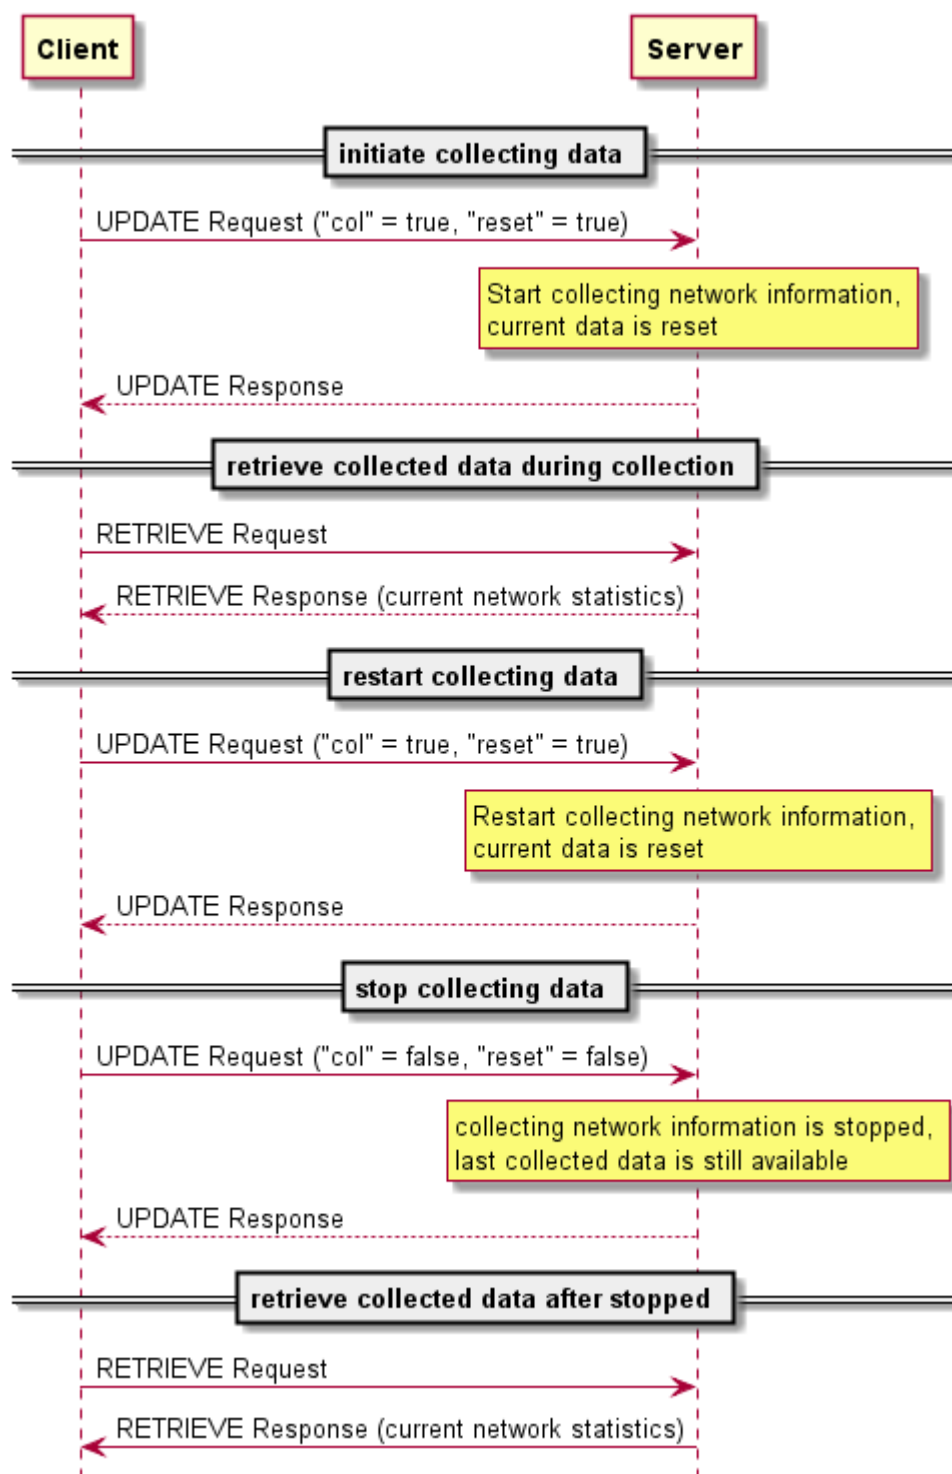 Client
Server
initiate collecting data
UPDATE Request ("col" = true, "reset" = true)
Start collecting network information,
current data is reset
UPDATE Response
retrieve collected data during collection
RETRIEVE Request
RETRIEVE Response (current network statistics)
restart collecting data
UPDATE Request ("col" = true, "reset" = true)
Restart collecting network information,
current data is reset
UPDATE Response
stop collecting data
UPDATE Request ("col" = false, "reset" = false)
collecting network information is stopped,
last collected data is still available
UPDATE Response
retrieve collected data after stopped
RETRIEVE Request
RETRIEVE Response (current network statistics)